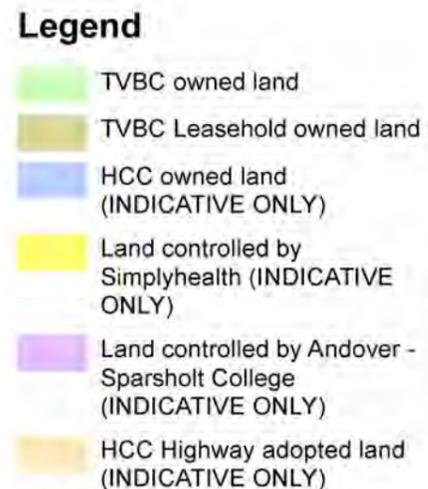 Legend
TVBC owned land
TVBC Leasehold owned land
HCC owned land
(INDICATIVE ONLY)
Land controlled by
Simplyhealth (INDICATIVE
ONLY)
Land controlled by Andover -
Sparsholt College
(INDICATIVE ONLY)
HCC Highway adopted land
(INDICATIVE ONLY)